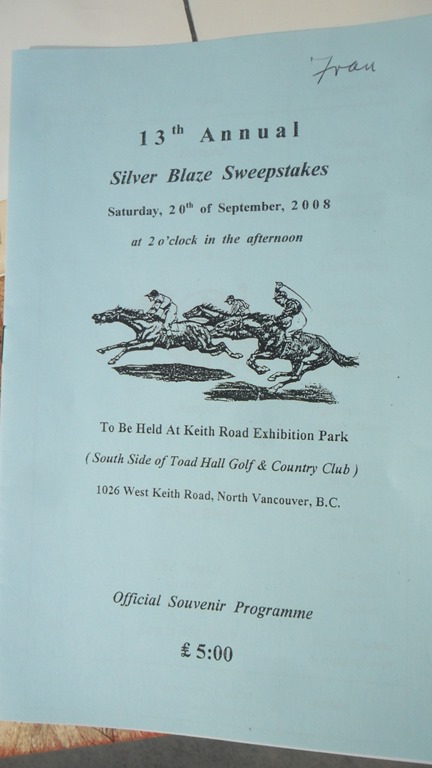 Fran
13th Annual
Silver Blaze Sweepstakes
Saturday, 20th of September, 2008
at 2 o'clock in the afternoon
To Be Held At Keith Road Exhibition Park
(South Side of Toad Hall Golf & Country Club)
1026 West Keith Road, North Vancouver, B.C.
Official Souvenir Programme
£ 5:00